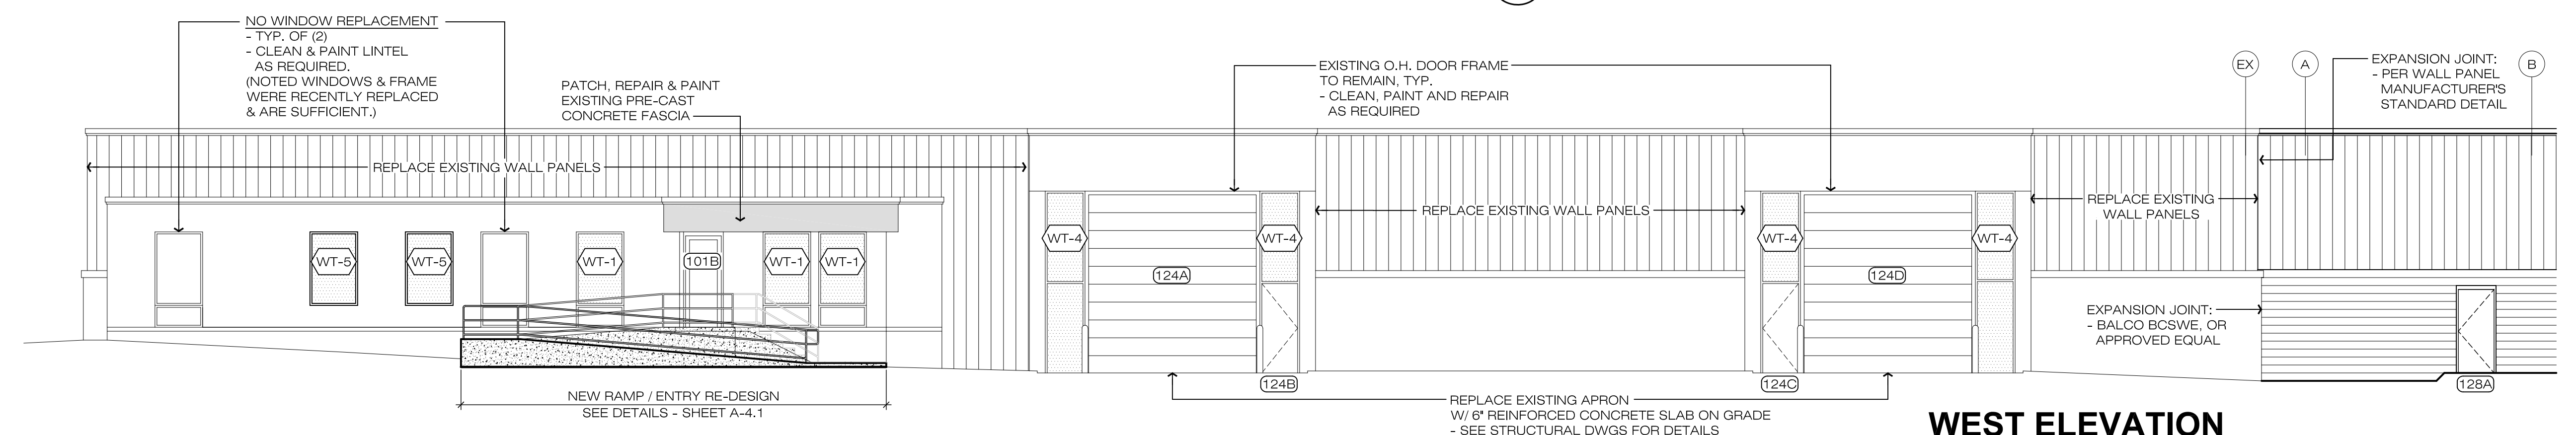 NO WINDOW REPLACEMENT
- TYP. OF (2)
- CLEAN & PAINT LINTEL
AS REQUIRED.
(NOTED WINDOWS & FRAME
WERE RECENTLY REPLACED
& ARE SUFFICIENT.)
PATCH, REPAIR & PAINT
EXISTING PRE-CAST
CONCRETE FASCIA
EXISTING O.H. DOOR FRAME
TO REMAIN, TYP.
- CLEAN, PAINT AND REPAIR
AS REQUIRED
EX
A
B
EXPANSION JOINT:
- PER WALL PANEL
MANUFACTURER'S
STANDARD DETAIL
REPLACE EXISTING WALL PANELS
REPLACE EXISTING WALL PANELS
REPLACE EXISTING
WALL PANELS
WT-5
WT-5
WT-1
101B
WT-1
WT-1
WT-4
124A
WT-4
WT-4
124D
WT-4
EXPANSION JOINT:
- BALCO BCSWE, OR
APPROVED EQUAL
124B
124C
128A
NEW RAMP / ENTRY RE-DESIGN
SEE DETAILS - SHEET A-4.1
REPLACE EXISTING APRON
W/ 6" REINFORCED CONCRETE SLAB ON GRADE
- SEE STRUCTURAL DWGS FOR DETAILS
WEST ELEVATION